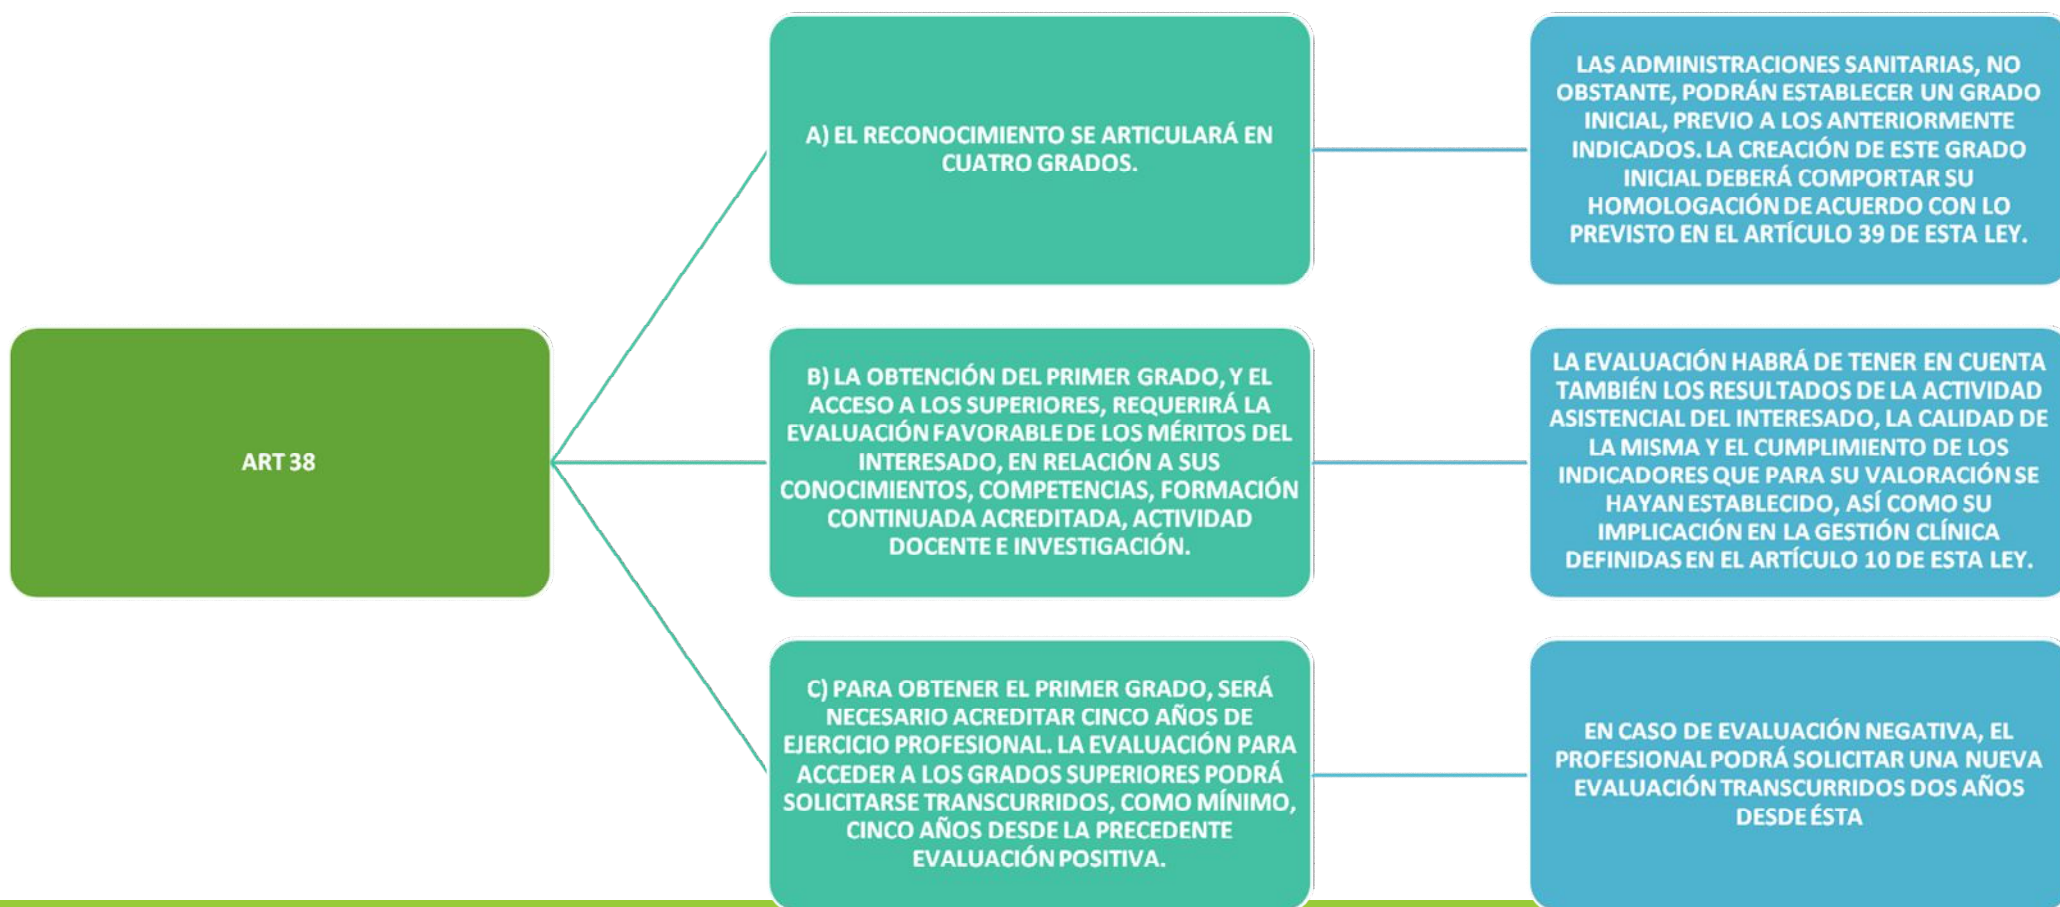 ART 38
A) EL RECONOCIMIENTO SE ARTICULARÁ EN
CUATRO GRADOS.
LAS ADMINISTRACIONES SANITARIAS, NO
OBSTANTE, PODRÁN ESTABLECER UN GRADO
INICIAL, PREVIO A LOS ANTERIORMENTE
INDICADOS. LA CREACIÓN DE ESTE GRADO
INICIAL DEBERÁ COMPORTAR SU
HOMOLOGACIÓN DE ACUERDO CON LO
PREVISTO EN EL ARTÍCULO 39 DE ESTA LEY.
B) LA OBTENCIÓN DEL PRIMER GRADO, Y EL
ACCESO A LOS SUPERIORES, REQUERIRÁ LA
EVALUACIÓN FAVORABLE DE LOS MÉRITOS DEL
INTERESADO, EN RELACIÓN A SUS
CONOCIMIENTOS, COMPETENCIAS, FORMACIÓN
CONTINUADA ACREDITADA, ACTIVIDAD
DOCENTE E INVESTIGACIÓN.
LA EVALUACIÓN HABRÁ DE TENER EN CUENTA
TAMBIÉN LOS RESULTADOS DE LA ACTIVIDAD
ASISTENCIAL DEL INTERESADO, LA CALIDAD DE
LA MISMA Y EL CUMPLIMIENTO DE LOS
INDICADORES QUE PARA SU VALORACIÓN SE
HAYAN ESTABLECIDO, ASÍ COMO SU
IMPLICACIÓN EN LA GESTIÓN CLÍNICA
DEFINIDAS EN EL ARTÍCULO 10 DE ESTA LEY.
C) PARA OBTENER EL PRIMER GRADO, SERÁ
NECESARIO ACREDITAR CINCO AÑOS DE
EJERCICIO PROFESIONAL. LA EVALUACIÓN PARA
ACCEDER A LOS GRADOS SUPERIORES PODRÁ
SOLICITARSE TRANSCURRIDOS, COMO MÍNIMO,
CINCO AÑOS DESDE LA PRECEDENTE
EVALUACIÓN POSITIVA.
EN CASO DE EVALUACIÓN NEGATIVA, EL
PROFESIONAL PODRÁ SOLICITAR UNA NUEVA
EVALUACIÓN TRANSCURRIDOS DOS AÑOS
DESDE ÉSTA